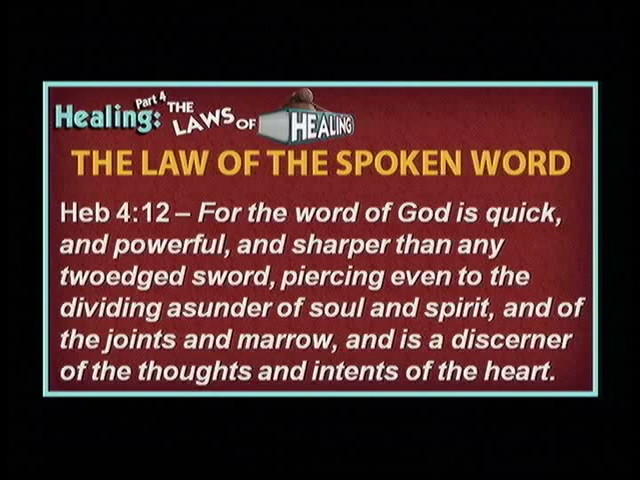 Healing: Part 4 THE LAWS OF HEALING
THE LAW OF THE SPOKEN WORD
Heb 4:12 – For the word of God is quick,
and powerful, and sharper than any
twoedged sword, piercing even to the
dividing asunder of soul and spirit, and of
the joints and marrow, and is a discerner
of the thoughts and intents of the heart.